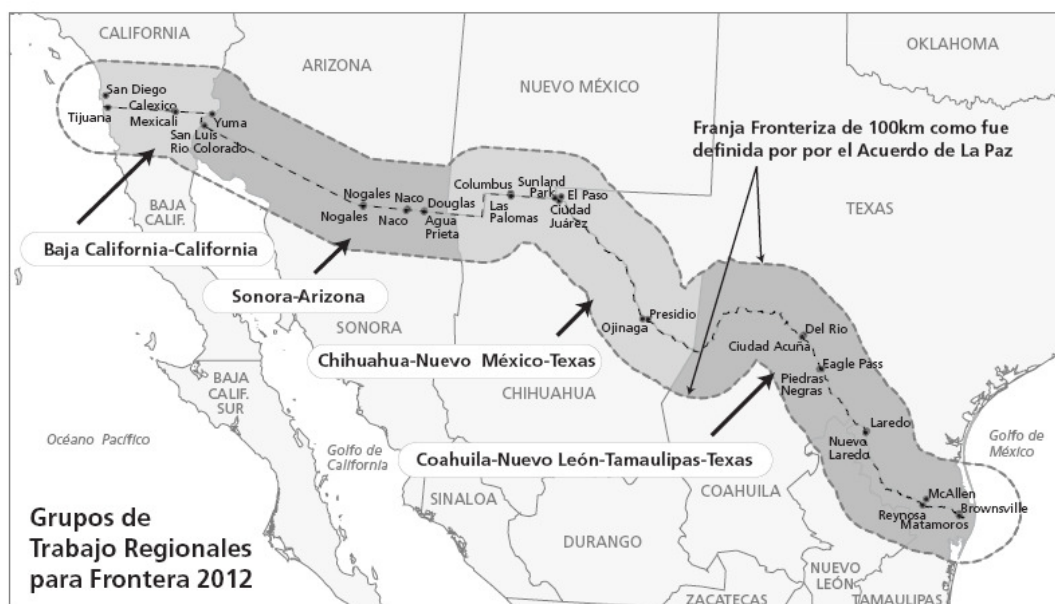 CALIFORNIA
ARIZONA
NUEVO MÉXICO
OKLAHOMA
TEXAS
San Diego
Tijuana
Calexico
Mexicali
Yuma
San Luis
Rio Colorado
Franja Fronteriza de 100km como fue
definida por por el Acuerdo de La Paz
Nogales
Nogales
Naco
Naco
Douglas
Agua
Prieta
Columbus
Las
Palomas
Sunland
Park
El Paso
Ciudad
Juárez
BAJA
CALIF.
Baja California-California
Sonora-Arizona
SONORA
Ojinaga
Presidio
Chihuahua-Nuevo México-Texas
CHIHUAHUA
Del Rio
Ciudad Acuña
Eagle Pass
Piedras
Negras
BAJA
CALIF.
SUR
Océano Pacífico
Golfo de
California
Laredo
Nuevo
Laredo
Golfo de
México
Coahuila-Nuevo León-Tamaulipas-Texas
COAHUILA
SINALOA
McAllen
Reynosa
Brownsville
Matamoros
DURANGO
NUEVO
LEÓN
ZACATECAS
TAMAULIPAS
Grupos de
Trabajo Regionales
para Frontera 2012